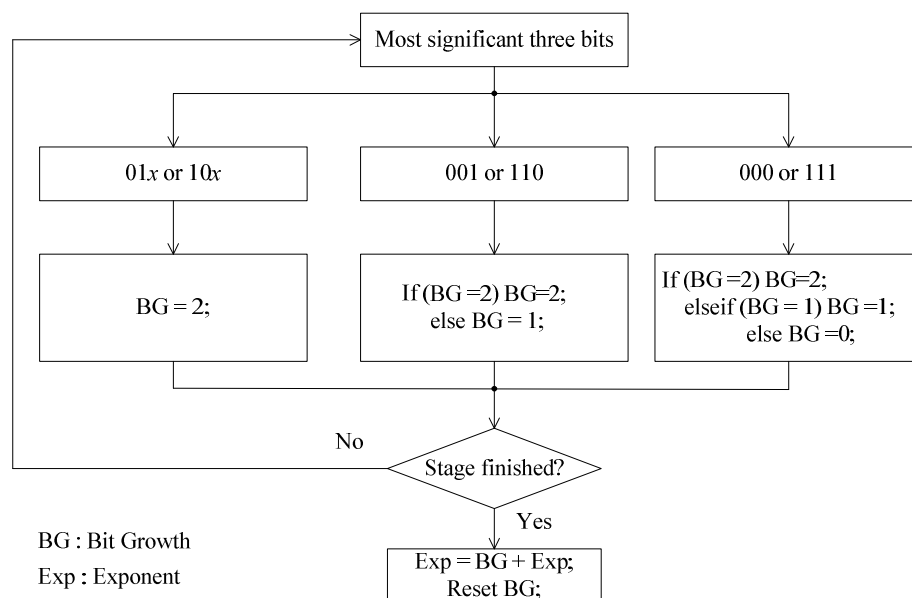 Most significant three bits
01x or 10x
001 or 110
000 or 111
BG = 2;
If (BG =2) BG=2;
else BG = 1;
If (BG =2) BG=2;
elseif (BG = 1) BG =1;
else BG =0;
No
Stage finished?
Yes
BG : Bit Growth
Exp : Exponent
Exp = BG + Exp;
Reset BG;